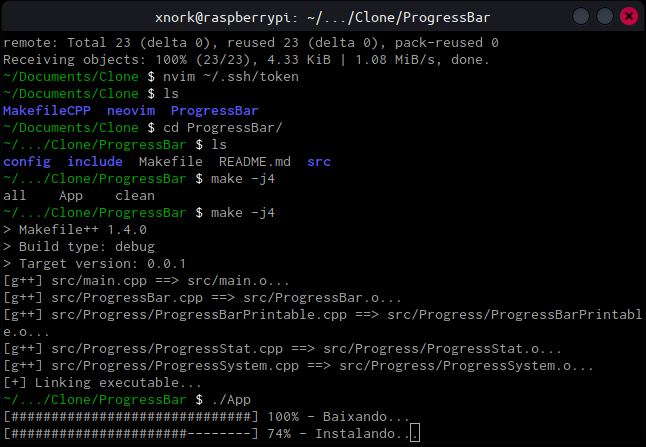 xnork@raspberrypi: ~/.../Clone/ProgressBar
remote: Total 23 (delta 0), reused 23 (delta 0), pack-reused 0
Receiving objects: 100% (23/23), 4.33 KiB | 1.08 MiB/s, done.
~/Documents/Clone $ nvim ~/.ssh/token
~/Documents/Clone $ ls
MakefileCPP  neovim  ProgressBar
~/Documents/Clone $ cd ProgressBar/
~/.../Clone/ProgressBar $ ls
config  include  Makefile  README.md  src
~/.../Clone/ProgressBar $ make -j4
all    App    clean
~/.../Clone/ProgressBar $ make -j4
> Makefile++ 1.4.0
> Build type: debug
> Target version: 0.0.1
[g++] src/main.cpp ==> src/main.o...
[g++] src/ProgressBar.cpp ==> src/ProgressBar.o...
[g++] src/Progress/ProgressBarPrintable.cpp ==> src/Progress/ProgressBarPrintabl
e.o...
[g++] src/Progress/ProgressStat.cpp ==> src/Progress/ProgressStat.o...
[g++] src/Progress/ProgressSystem.cpp ==> src/Progress/ProgressSystem.o...
[+] Linking executable...
~/.../Clone/ProgressBar $ ./App
[##############################] 100% - Baixando...
[######################--------] 74% - Instalando...